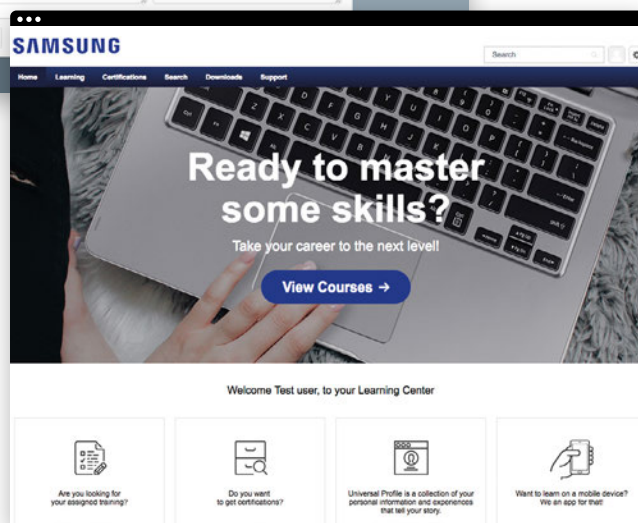 SAMSUNG
Search
Home Learning Certifications Search Downloads Support
Ready to master
some skills?
Take your career to the next level!
View Courses →
Welcome Test user, to your Learning Center
Are you looking for
your assigned training?
Do you want
to get certifications?
Universal Profile is a collection of your
personal information and experiences
that tell your story.
Want to learn on a mobile device?
We an app for that!